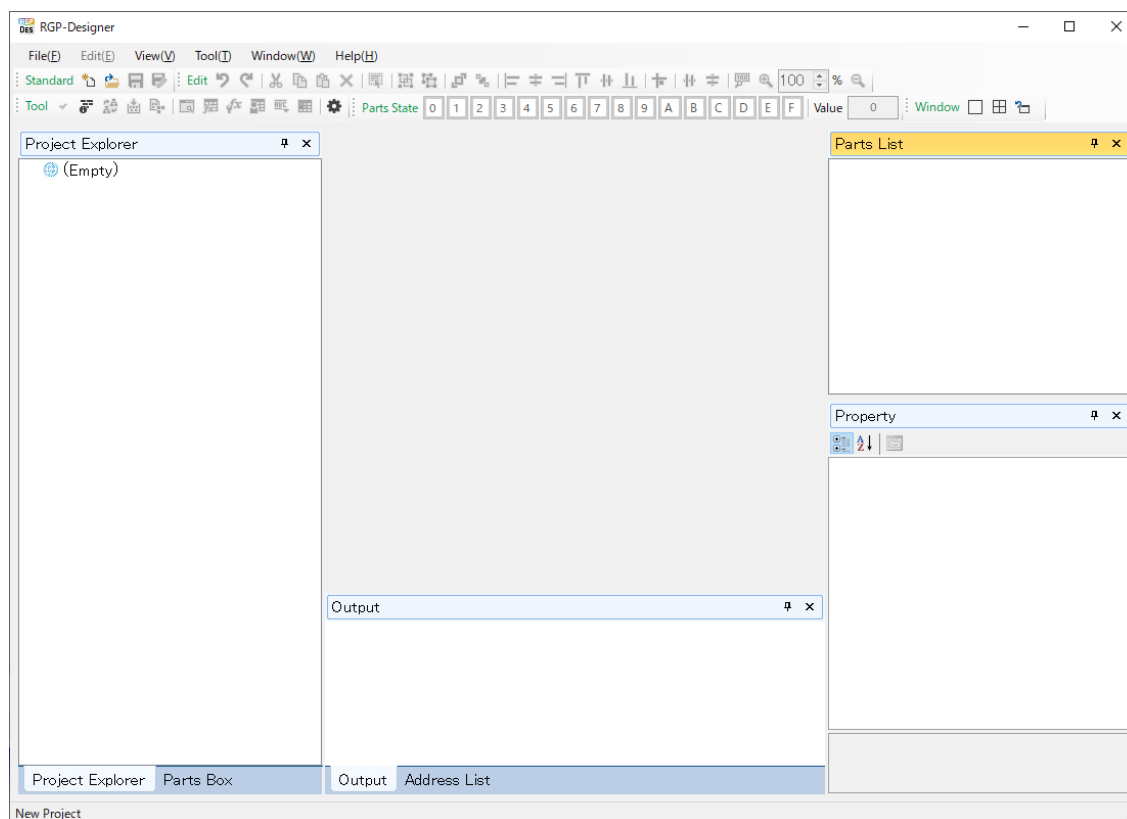 RGP DES RGP-Designer
File(F) Edit(E) View(V) Tool(T) Window(W) Help(H)
Standard Edit 100 %
Tool Parts State 0 1 2 3 4 5 6 7 8 9 A B C D E F Value 0 Window
Project Explorer
(Empty)
Parts List
Property
Output
Project Explorer Parts Box
Output Address List
New Project